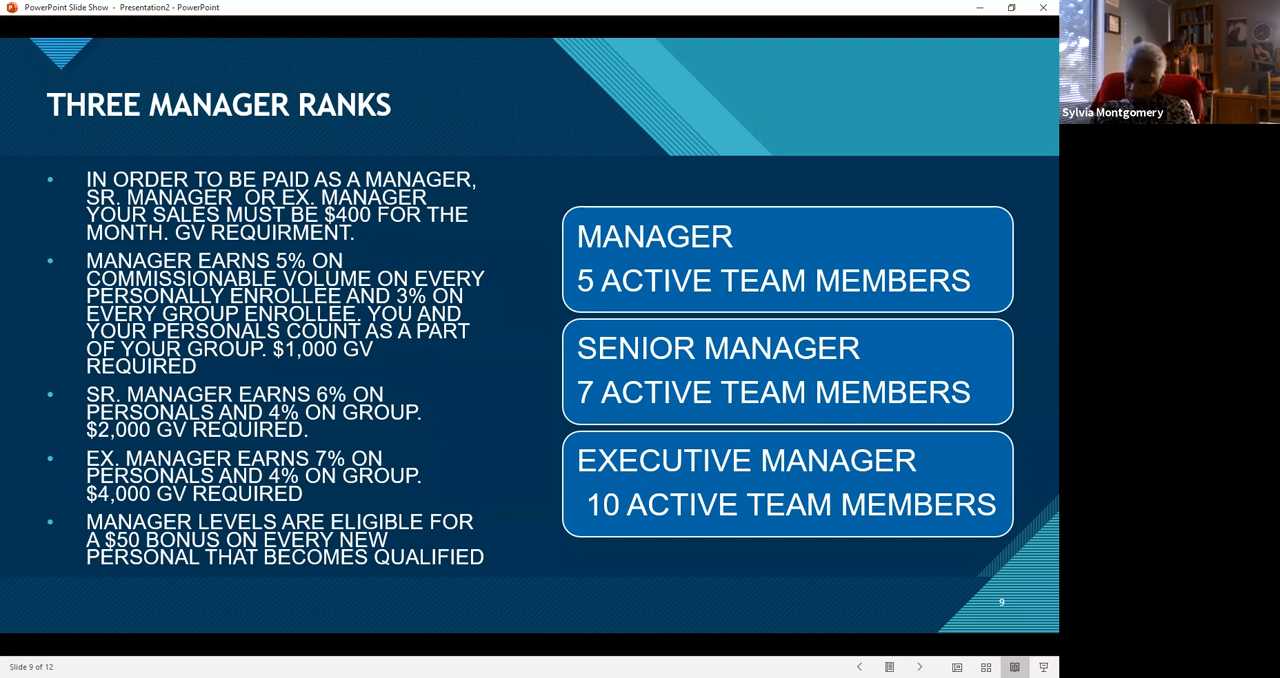 PowerPoint Slide Show - Presentation2 - PowerPoint
THREE MANAGER RANKS
• IN ORDER TO BE PAID AS A MANAGER,
SR. MANAGER OR EX. MANAGER
YOUR SALES MUST BE $400 FOR THE
MONTH. GV REQUIRMENT.
• MANAGER EARNS 5% ON
COMMISSIONABLE VOLUME ON EVERY
PERSONALLY ENROLLEE AND 3% ON
EVERY GROUP ENROLLEE. YOU AND
YOUR PERSONALS COUNT AS A PART
OF YOUR GROUP. $1,000 GV
REQUIRED
• SR. MANAGER EARNS 6% ON
PERSONALS AND 4% ON GROUP.
$2,000 GV REQUIRED.
• EX. MANAGER EARNS 7% ON
PERSONALS AND 4% ON GROUP.
$4,000 GV REQUIRED
• MANAGER LEVELS ARE ELIGIBLE FOR
A $50 BONUS ON EVERY NEW
PERSONAL THAT BECOMES QUALIFIED
MANAGER
5 ACTIVE TEAM MEMBERS
SENIOR MANAGER
7 ACTIVE TEAM MEMBERS
EXECUTIVE MANAGER
10 ACTIVE TEAM MEMBERS
9
Slide 9 of 12
Sylvia Montgomery